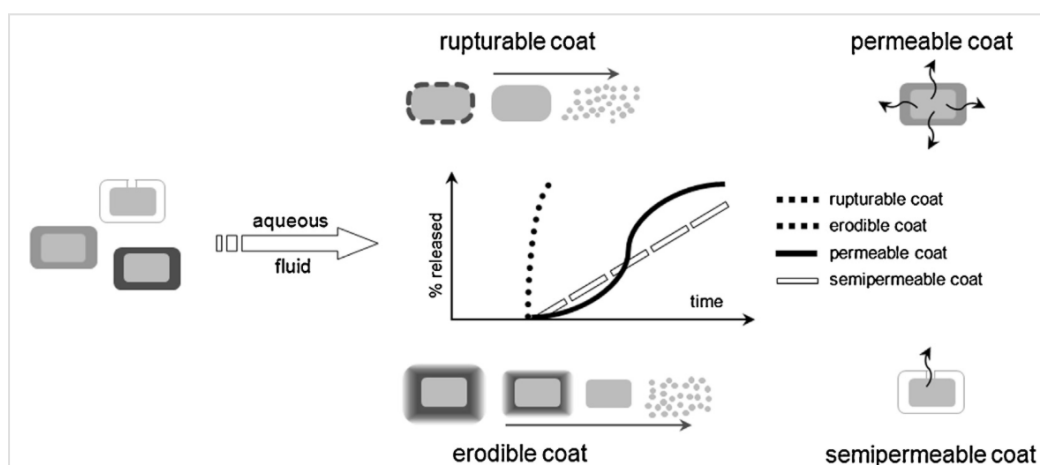 rupturable coat
permeable coat
aqueous
fluid
% released
time
rupturable coat
erodible coat
permeable coat
semipermeable coat
erodible coat
semipermeable coat